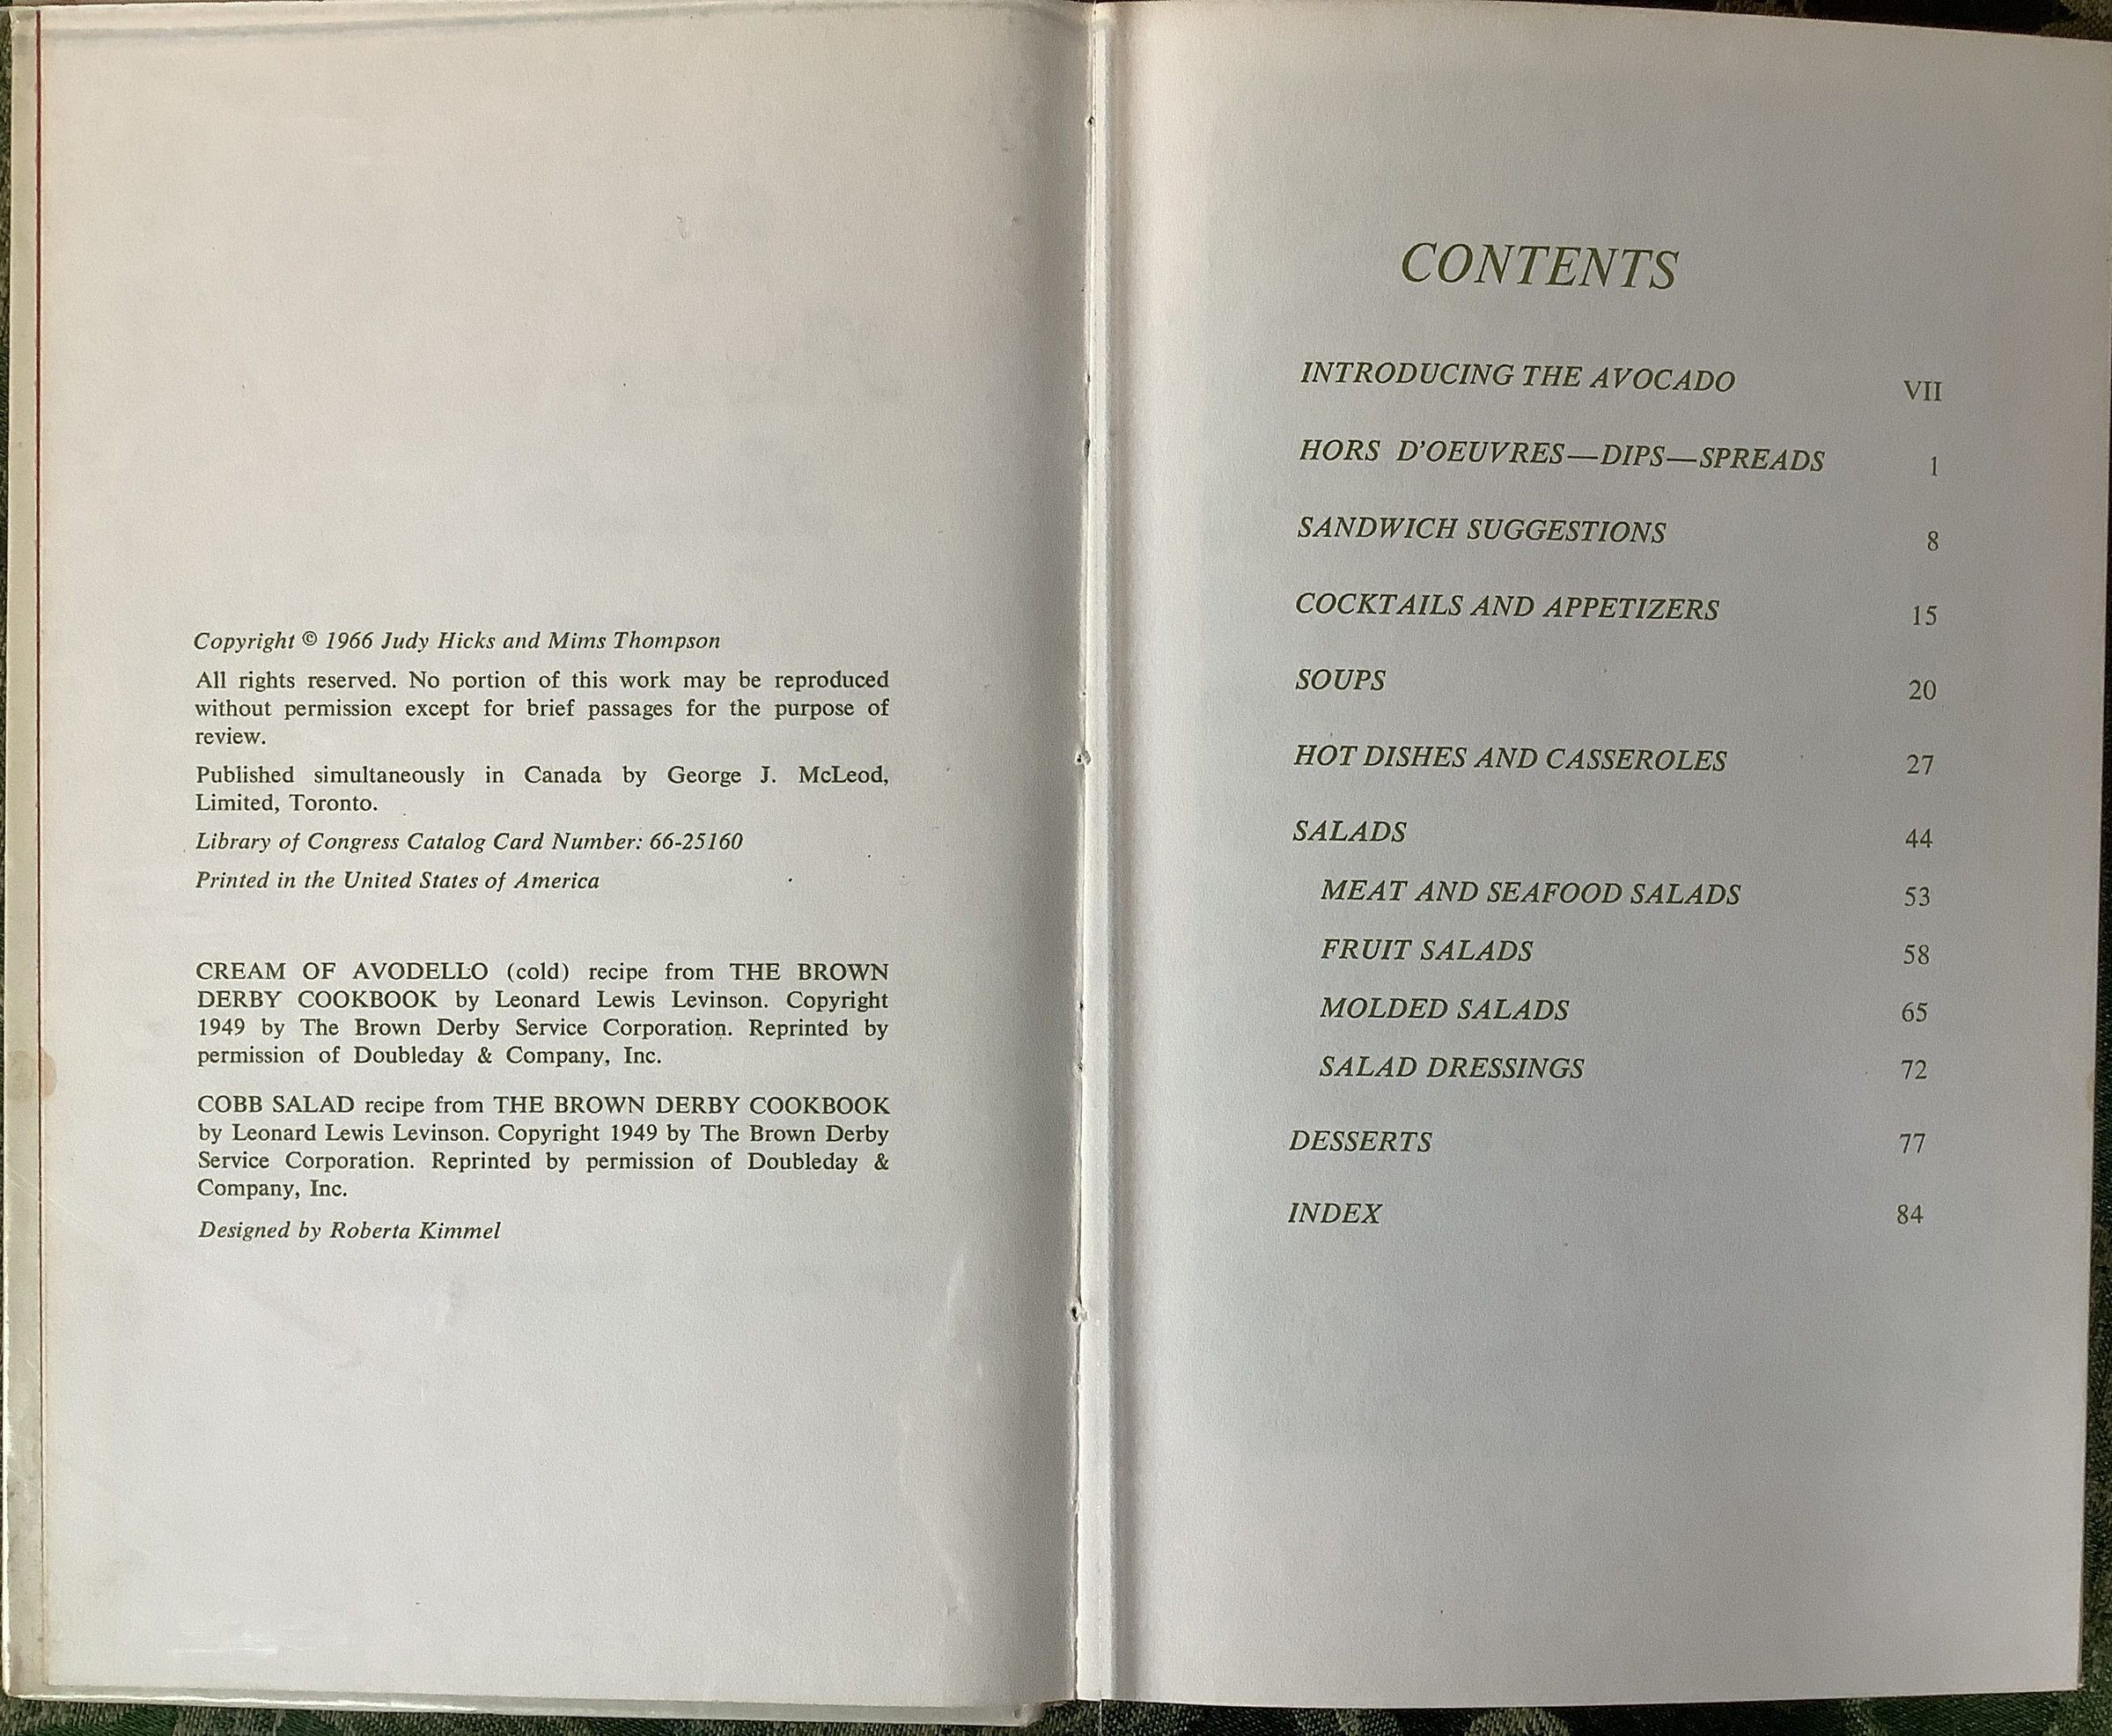 Copyright © 1966 Judy Hicks and Mims Thompson
All rights reserved. No portion of this work may be reproduced
without permission except for brief passages for the purpose of
review.
Published simultaneously in Canada by George J. McLeod,
Limited, Toronto.
Library of Congress Catalog Card Number: 66-25160
Printed in the United States of America
CREAM OF AVODELLO (cold) recipe from THE BROWN
DERBY COOKBOOK by Leonard Lewis Levinson. Copyright
1949 by The Brown Derby Service Corporation. Reprinted by
permission of Doubleday & Company, Inc.
COBB SALAD recipe from THE BROWN DERBY COOKBOOK
by Leonard Lewis Levinson. Copyright 1949 by The Brown Derby
Service Corporation. Reprinted by permission of Doubleday &
Company, Inc.
Designed by Roberta Kimmel
CONTENTS
INTRODUCING THE AVOCADO VII
HORS D'OEUVRES—DIPS—SPREADS 1
SANDWICH SUGGESTIONS 8
COCKTAILS AND APPETIZERS 15
SOUPS 20
HOT DISHES AND CASSEROLES 27
SALADS 44
MEAT AND SEAFOOD SALADS 53
FRUIT SALADS 58
MOLDED SALADS 65
SALAD DRESSINGS 72
DESSERTS 77
INDEX 84